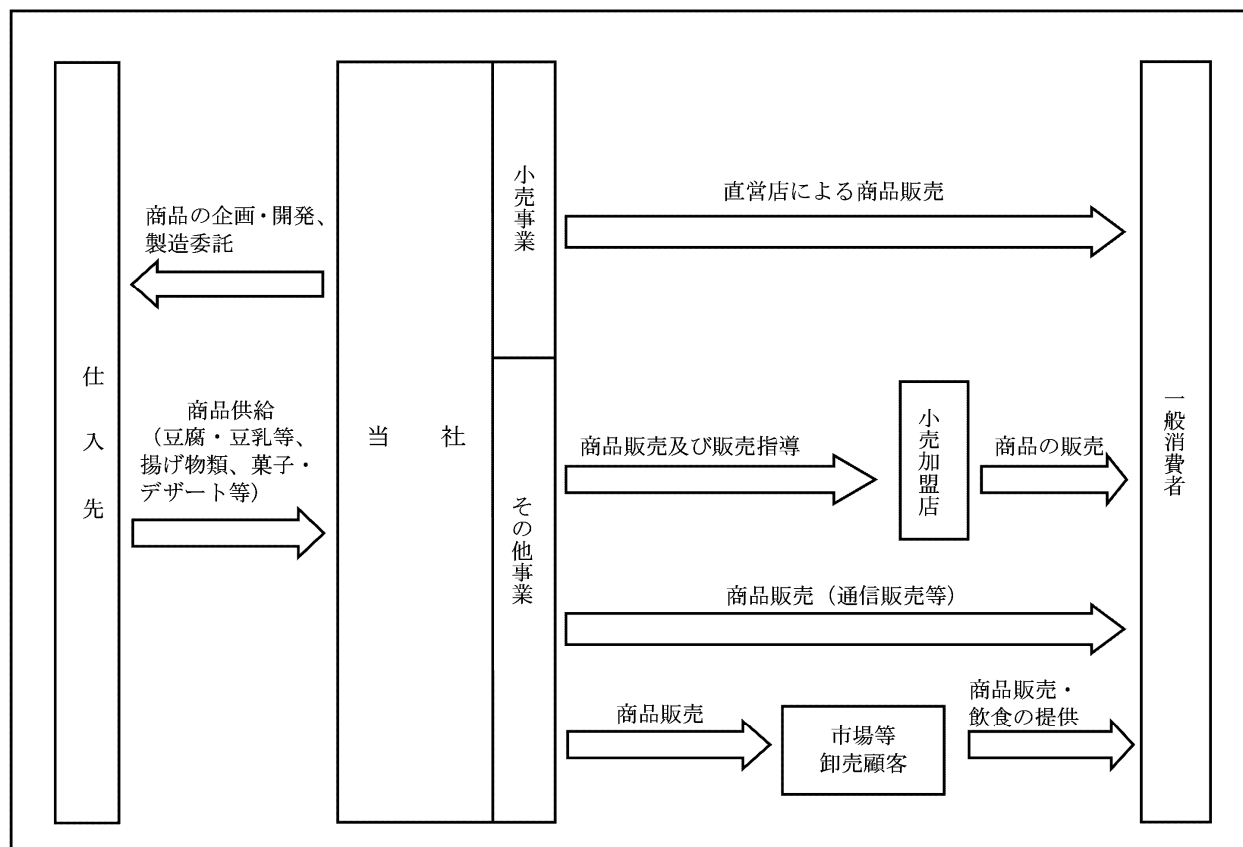 仕入先
商品の企画・開発、
製造委託
商品供給
（豆腐・豆乳等、
揚げ物類、菓子・
デザート等）
当社
小売事業
その他事業
直営店による商品販売
商品販売及び販売指導
小売加盟店
商品の販売
商品販売（通信販売等）
商品販売
市場等
卸売顧客
商品販売・
飲食の提供
一般消費者